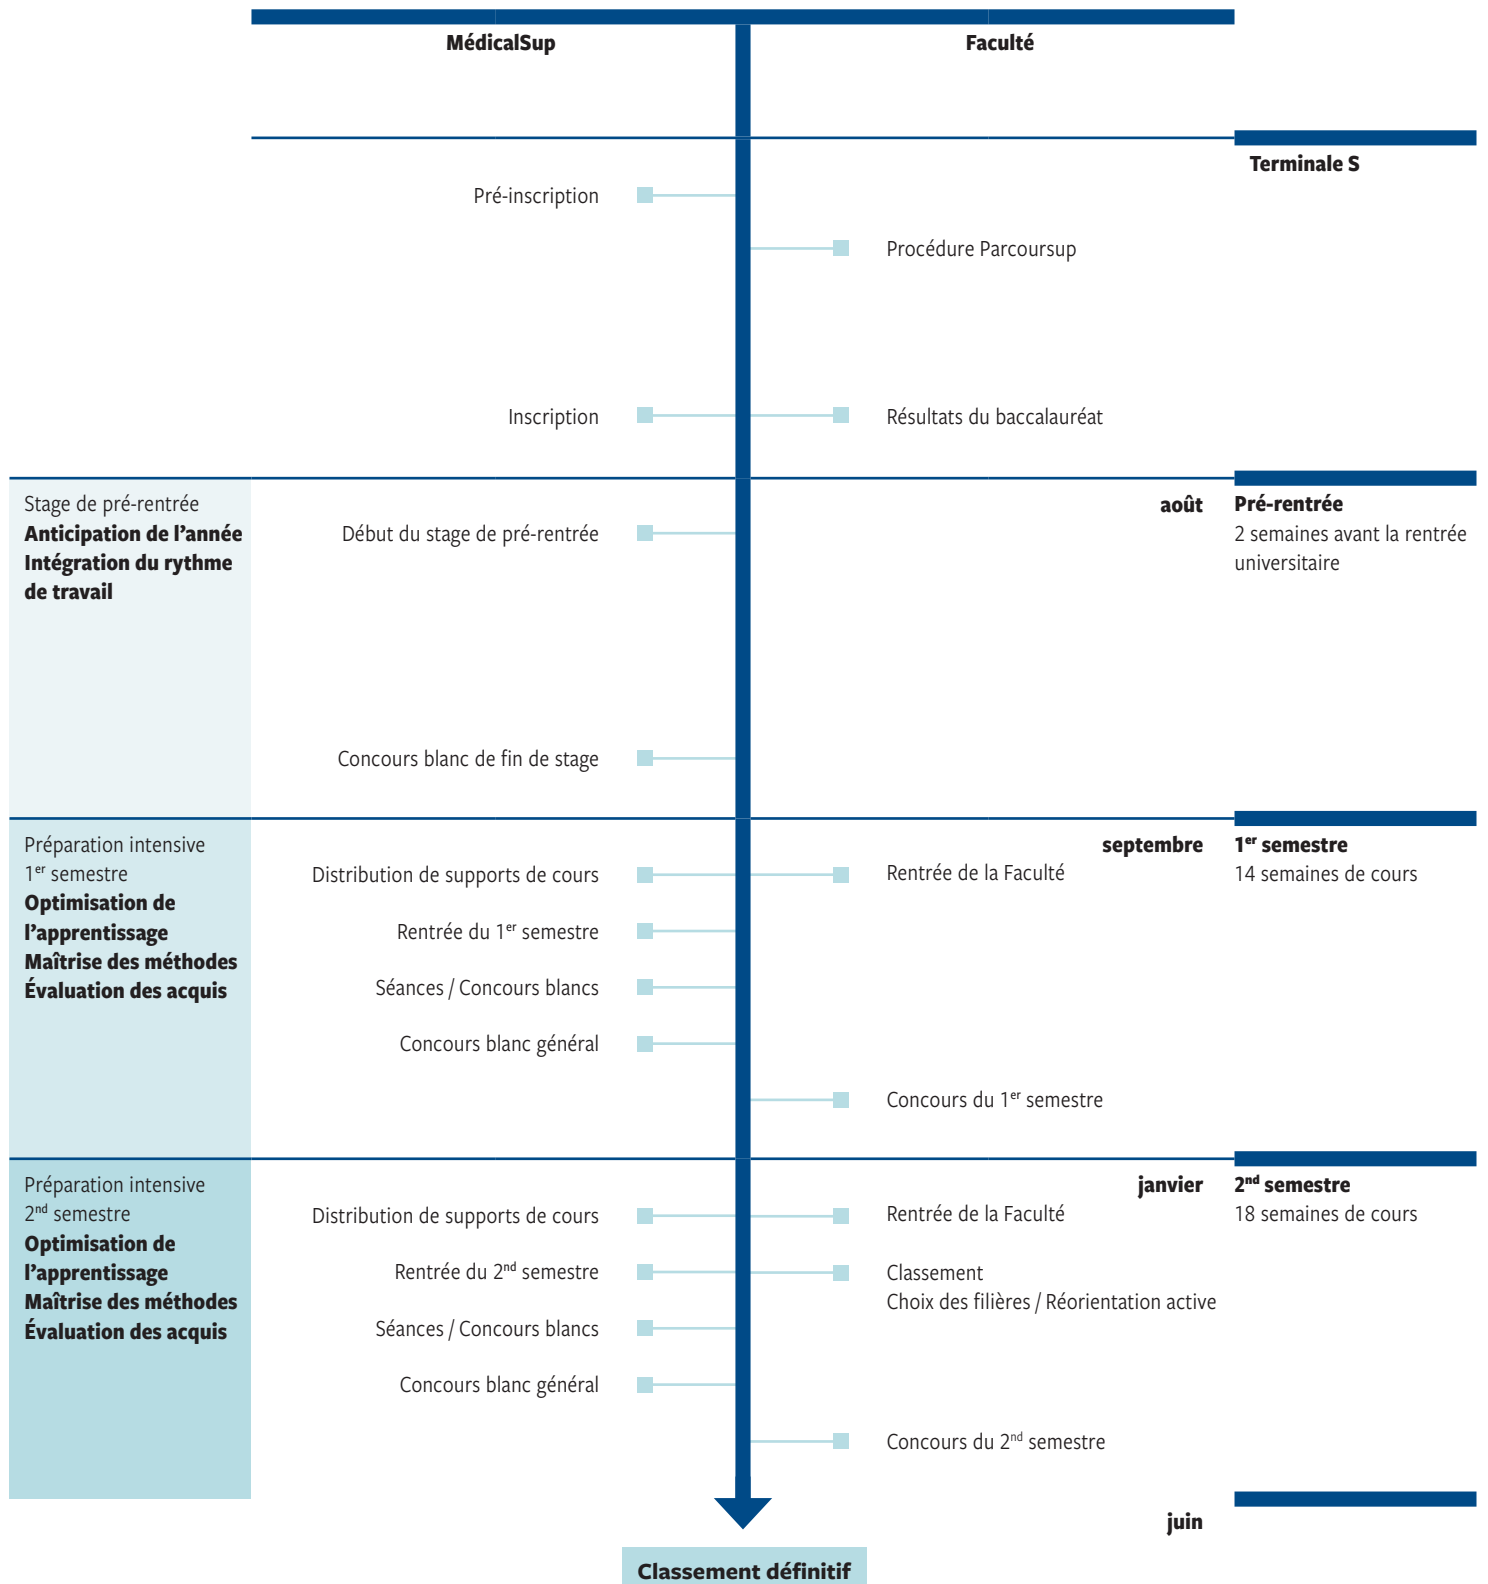 MédicalSup
Faculté
Terminale S
Pré-inscription
Procédure Parcoursup
Inscription
Résultats du baccalauréat
Stage de pré-rentrée
Anticipation de l'année
Intégration du rythme
de travail
Début du stage de pré-rentrée
août
Pré-rentrée
2 semaines avant la rentrée
universitaire
Concours blanc de fin de stage
Préparation intensive
1er semestre
Optimisation de
l'apprentissage
Maîtrise des méthodes
Évaluation des acquis
septembre
1er semestre
14 semaines de cours
Distribution de supports de cours
Rentrée de la Faculté
Rentrée du 1er semestre
Séances / Concours blancs
Concours blanc général
Concours du 1er semestre
Préparation intensive
2nd semestre
Optimisation de
l'apprentissage
Maîtrise des méthodes
Évaluation des acquis
janvier
2nd semestre
18 semaines de cours
Distribution de supports de cours
Rentrée de la Faculté
Rentrée du 2nd semestre
Classement
Choix des filières / Réorientation active
Séances / Concours blancs
Concours blanc général
Concours du 2nd semestre
juin
Classement définitif